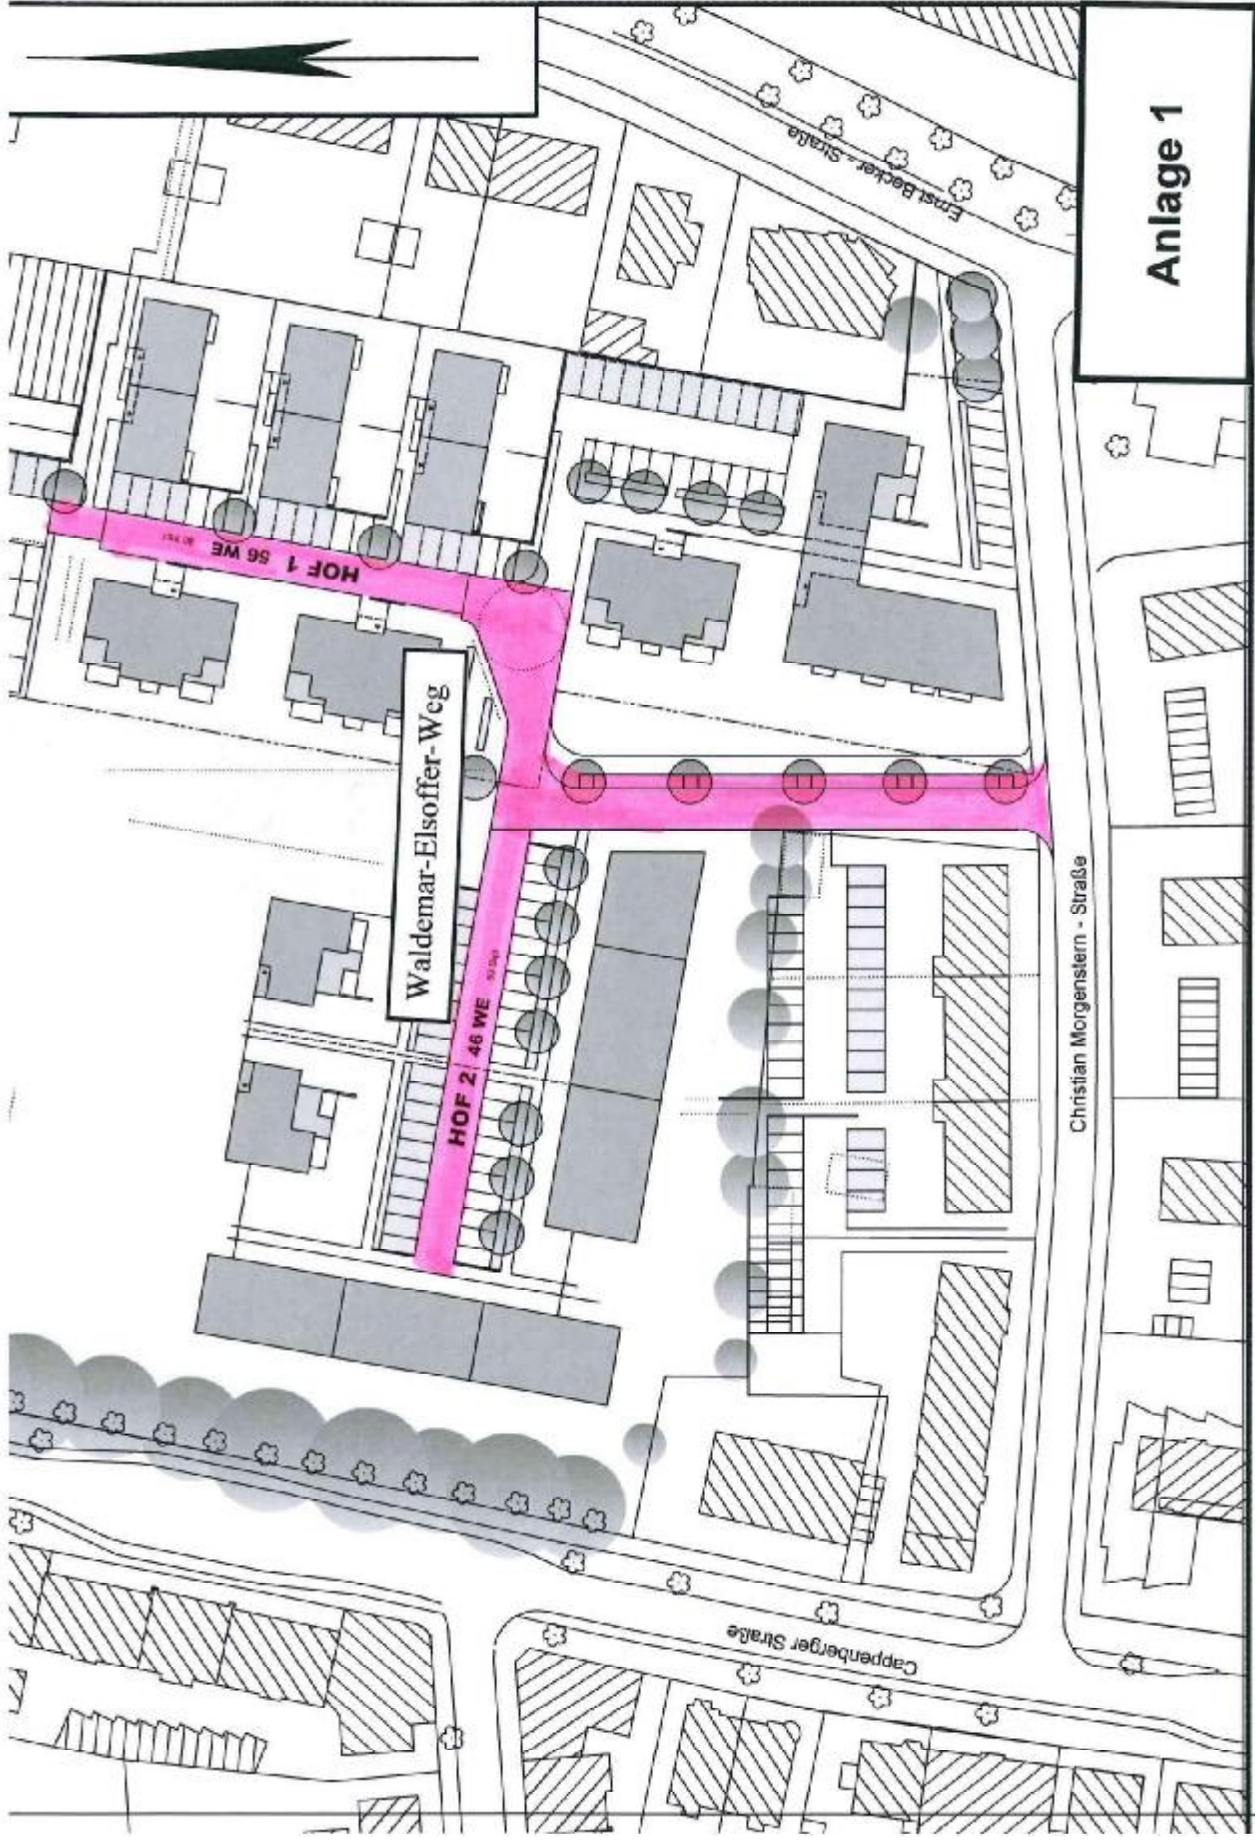 Anlage 1
Ernst Becker - Straße
HOF 1 56 WE
Waldemar-Elsoffer-Weg
HOF 2 46 WE
Christian Morgenstern - Straße
Cappenberger Straße